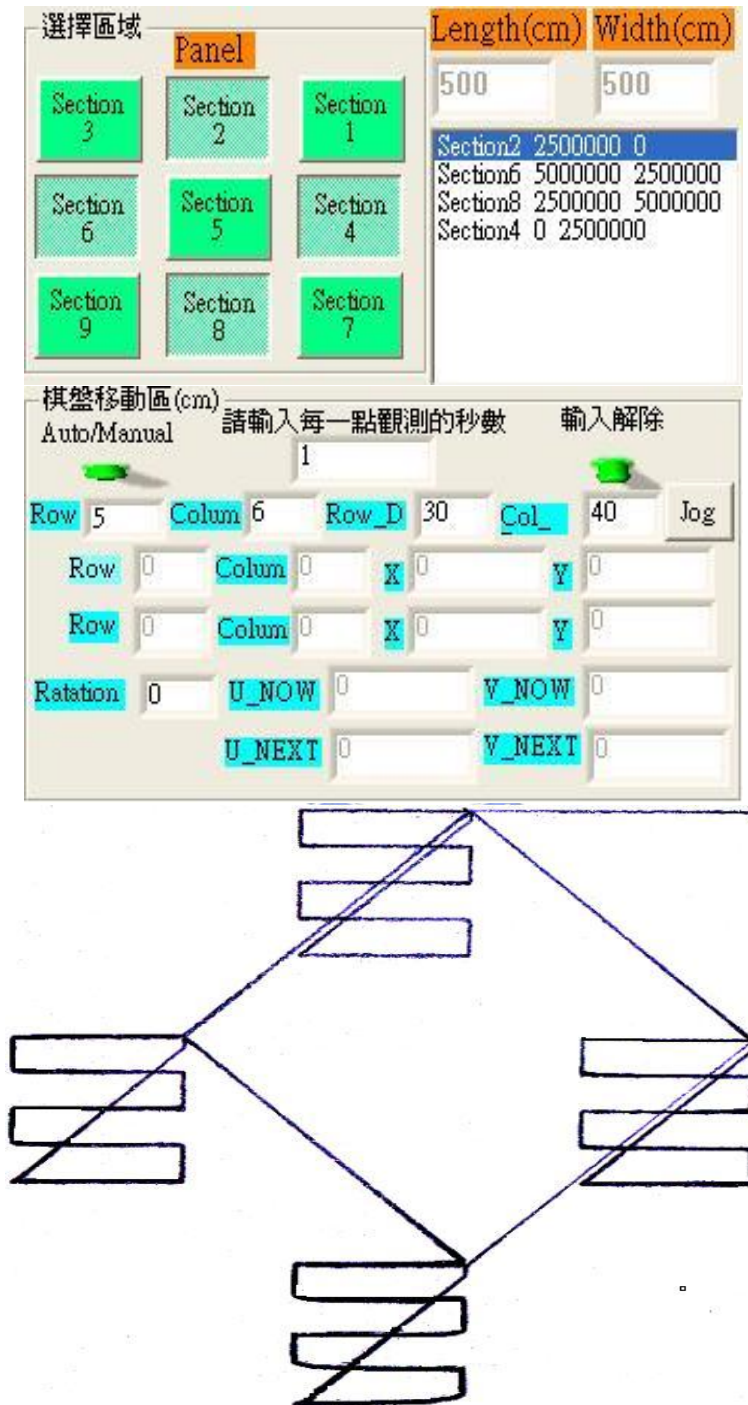 選擇區域
Panel
Length(cm) Width(cm)
500 500
Section 3
Section 2
Section 1
Section 6
Section 5
Section 4
Section 9
Section 8
Section 7
Section2 2500000 0
Section6 5000000 2500000
Section8 2500000 5000000
Section4 0 2500000
棋盤移動區(cm)
Auto/Manual 請輸入每一點觀測的秒數 輸入解除
1
Row 5 Colum 6 Row_D 30 Col_ 40 Jog
Row 0 Colum 0 X 0 Y 0
Row 0 Colum 0 X 0 Y 0
Ratation 0 U_NOW 0 V_NOW 0
U_NEXT 0 V_NEXT 0